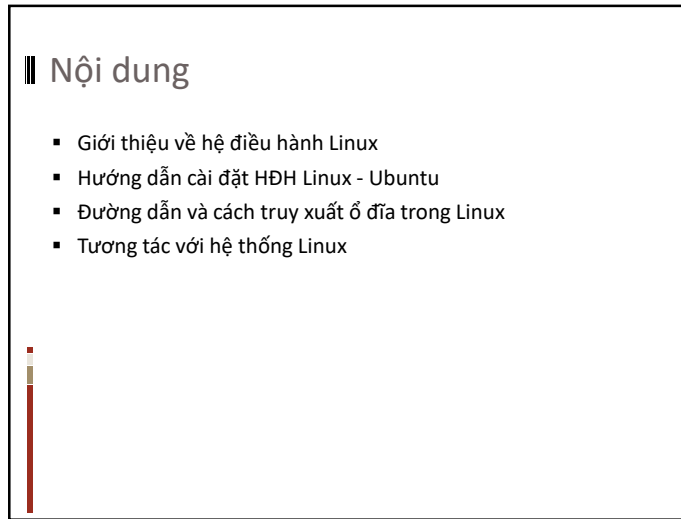 Nội dung
▪ Giới thiệu về hệ điều hành Linux
▪ Hướng dẫn cài đặt HĐH Linux - Ubuntu
▪ Đường dẫn và cách truy xuất ổ đĩa trong Linux
▪ Tương tác với hệ thống Linux